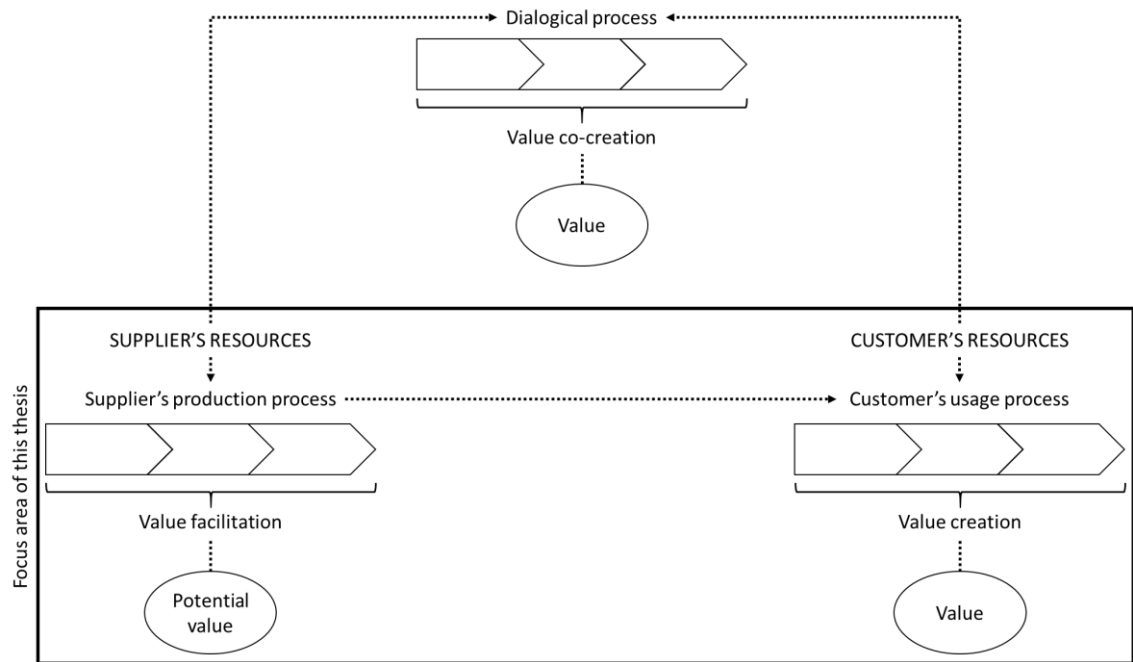 Dialogical process
Value co-creation
Value
Focus area of this thesis
SUPPLIER’S RESOURCES
CUSTOMER’S RESOURCES
Supplier’s production process
Customer’s usage process
Value facilitation
Value creation
Potential
value
Value